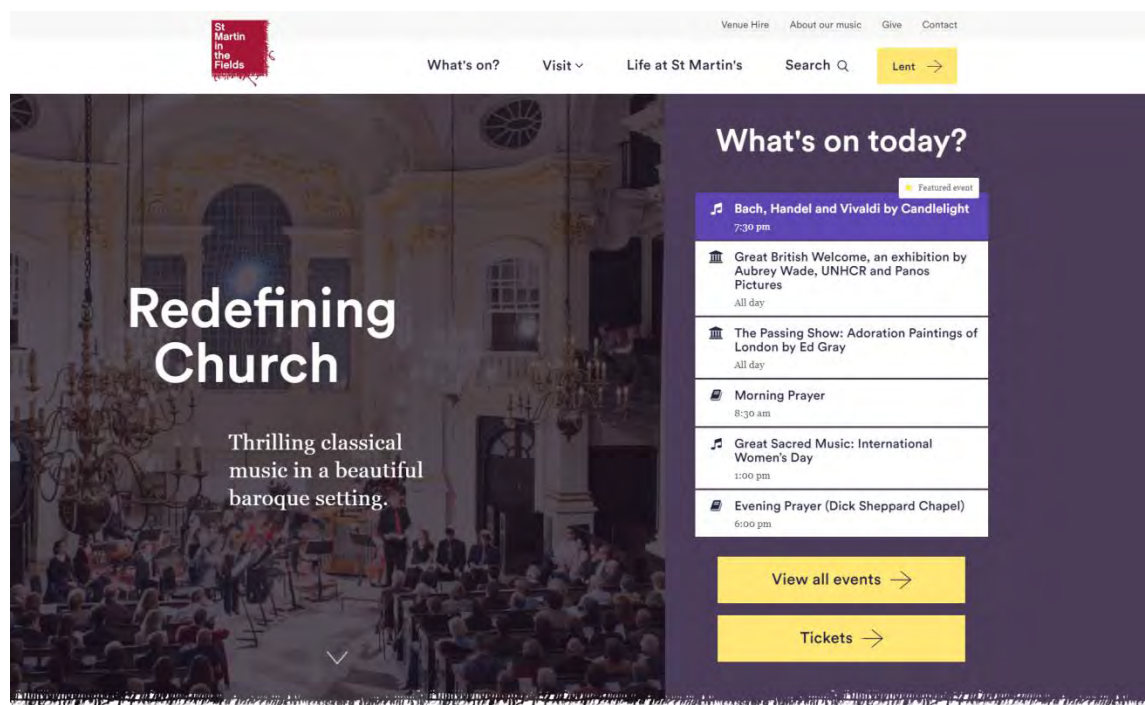 St
Martin
in
the
Fields
Venue Hire About our music Give Contact
What's on? Visit Life at St Martin's Search Lent
Redefining
Church
Thrilling classical
music in a beautiful
baroque setting.
What's on today?
Featured event
Bach, Handel and Vivaldi by Candlelight
7:30 pm
Great British Welcome, an exhibition by
Aubrey Wade, UNHCR and Panos
Pictures
All day
The Passing Show: Adoration Paintings of
London by Ed Gray
All day
Morning Prayer
8:30 am
Great Sacred Music: International
Women's Day
1:00 pm
Evening Prayer (Dick Sheppard Chapel)
6:00 pm
View all events
Tickets